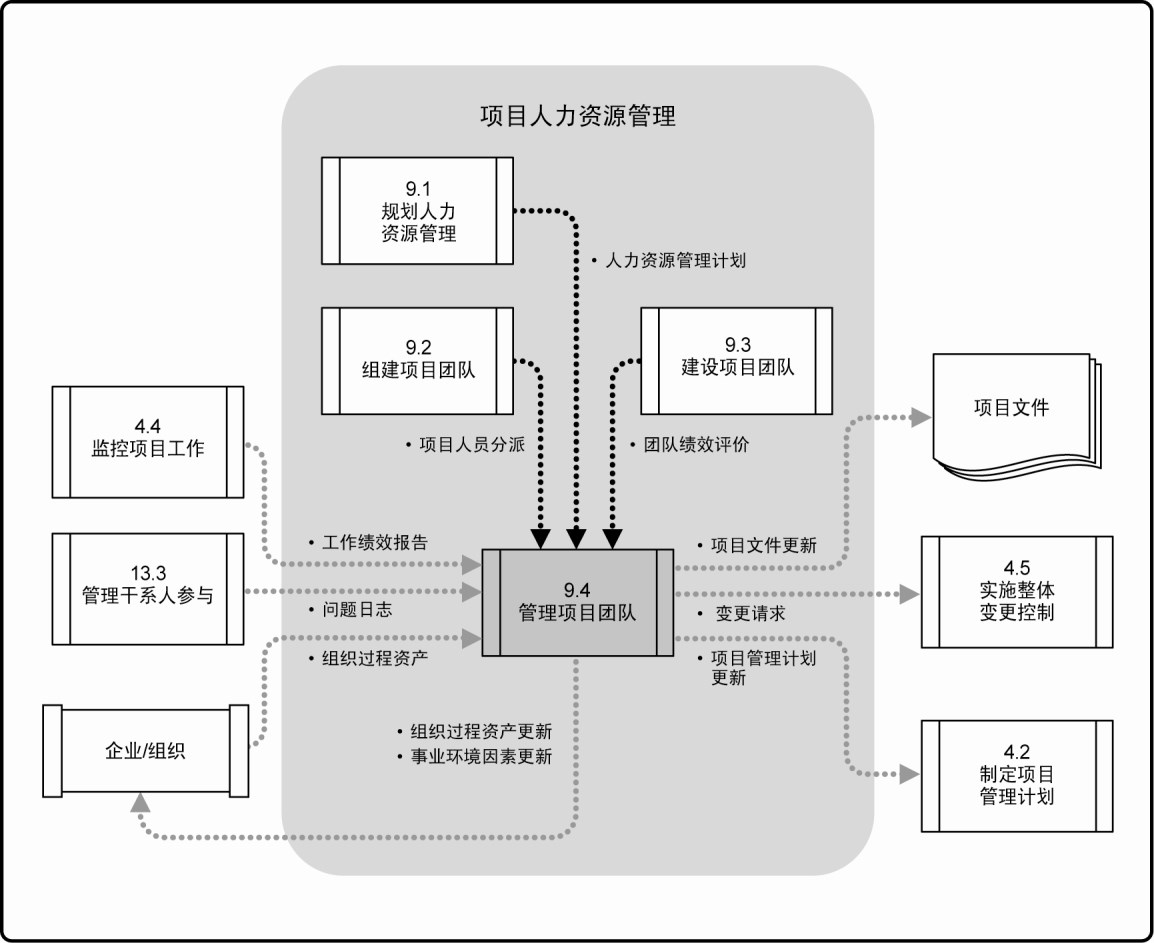 项目人力资源管理
9.1
规划人力
资源管理
• 人力资源管理计划
9.2
组建项目团队
9.3
建设项目团队
• 项目人员分派
• 团队绩效评价
4.4
监控项目工作
项目文件
• 工作绩效报告
• 项目文件更新
13.3
管理干系人参与
• 问题日志
9.4
管理项目团队
• 变更请求
4.5
实施整体
变更控制
• 组织过程资产
• 项目管理计划
更新
企业/组织
• 组织过程资产更新
• 事业环境因素更新
4.2
制定项目
管理计划